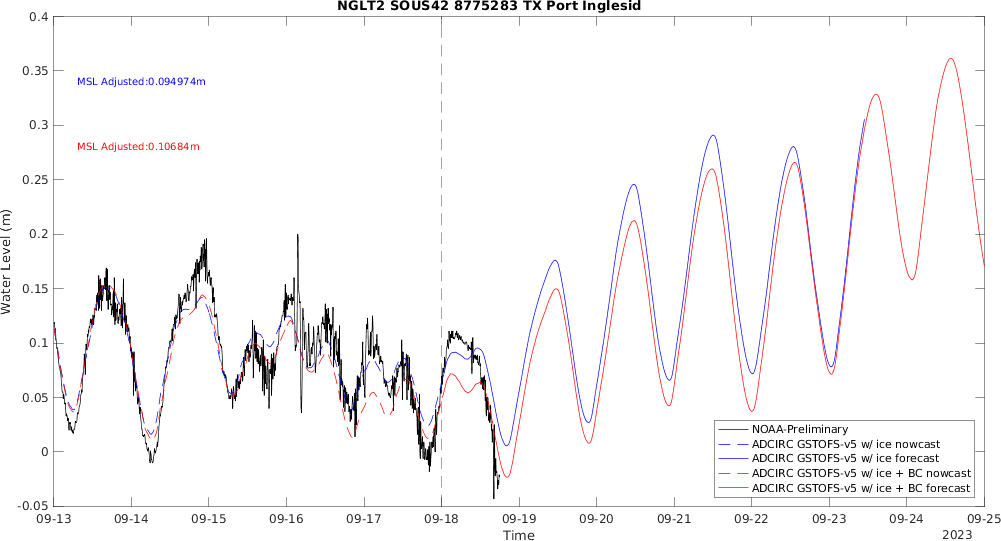 NGLT2 SOUS42 8775283 TX Port Inglesid
0.4
0.35
0.3
0.25
0.2
0.15
0.1
0.05
0
-0.05
Water Level (m)
MSL Adjusted:0.094974m
MSL Adjusted:0.10684m
NOAA-Preliminary
ADCIRC GSTOFS-v5 w/ ice nowcast
ADCIRC GSTOFS-v5 w/ ice forecast
ADCIRC GSTOFS-v5 w/ ice + BC nowcast
ADCIRC GSTOFS-v5 w/ ice + BC forecast
09-13 09-14 09-15 09-16 09-17 09-18 09-19 09-20 09-21 09-22 09-23 09-24 09-25
Time
2023